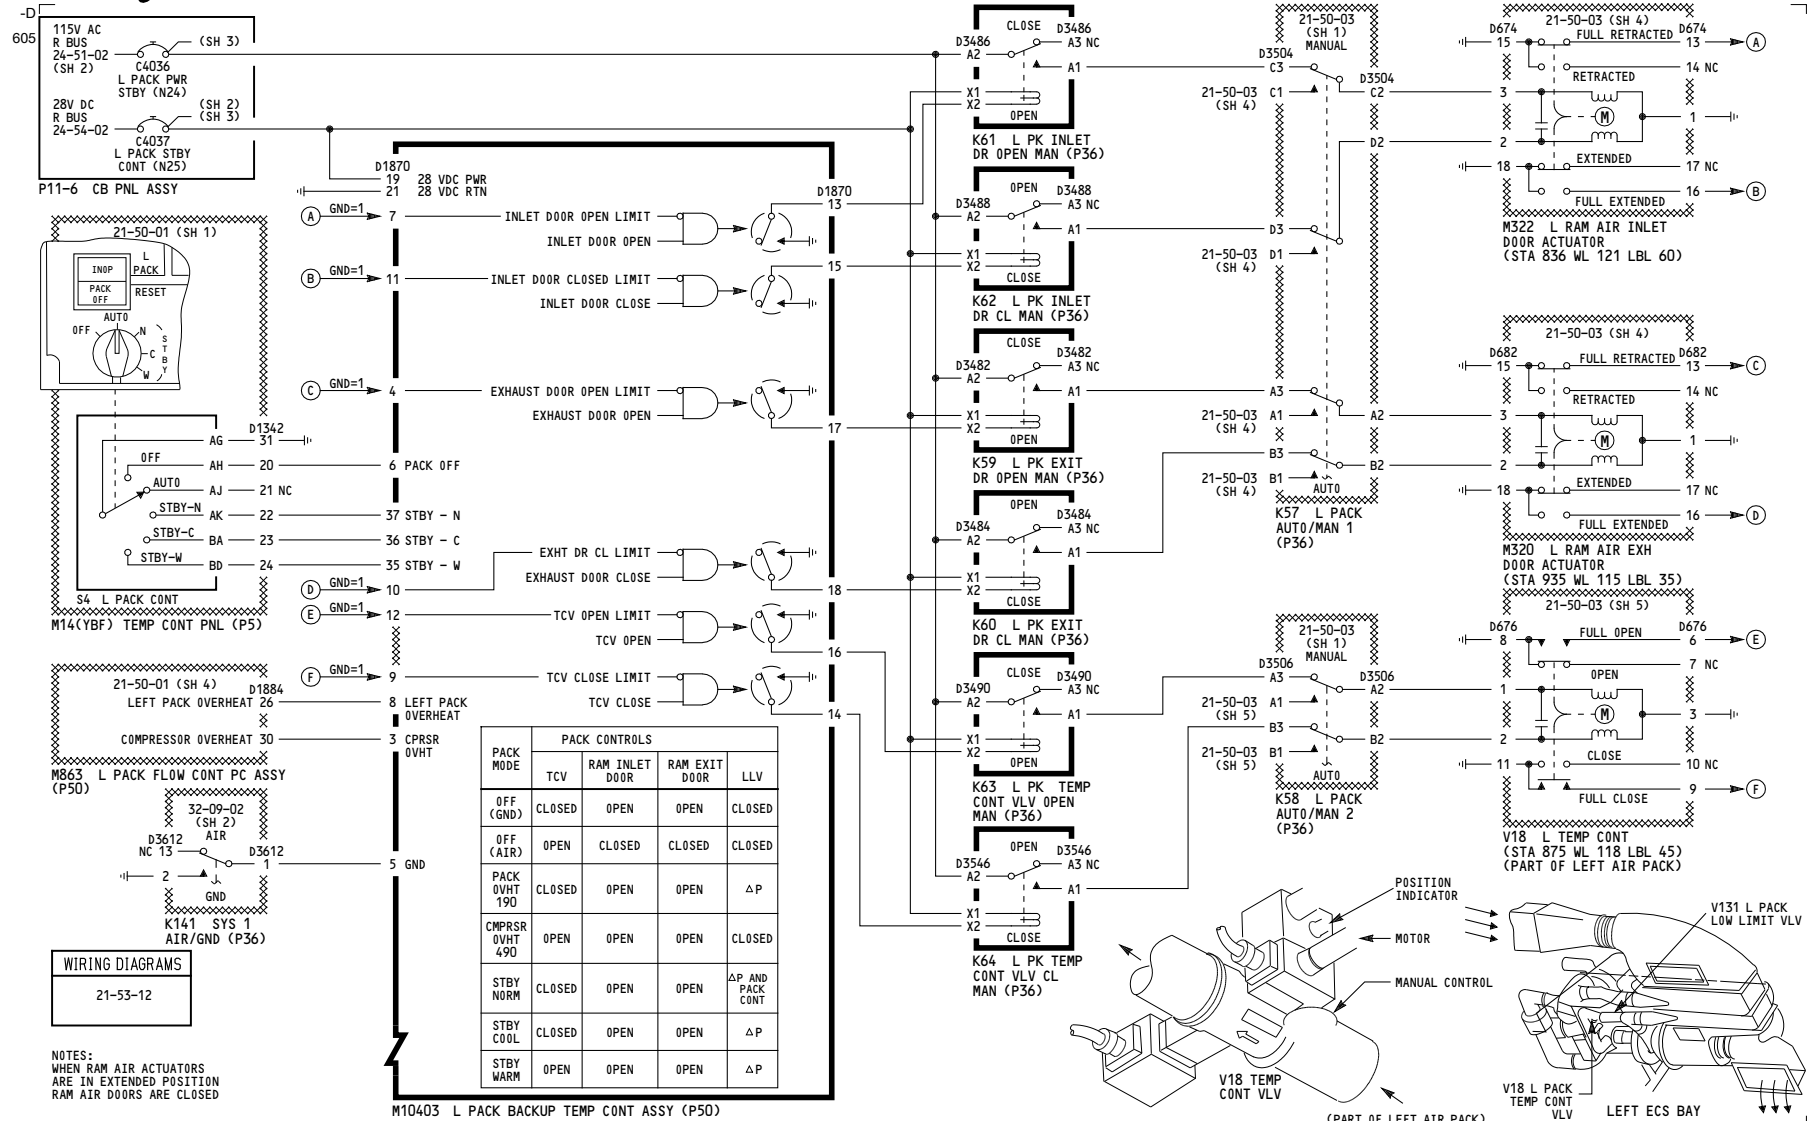 -D
605
115V AC
R BUS
24-51-02
(SH 2)
(SH 3)
C4036
L PACK PWR
STBY (N24)
28V DC
R BUS
24-54-02
(SH 2)
(SH 3)
C4037
L PACK STBY
CONT (N25)
P11-6 CB PNL ASSY
21-50-01 (SH 1)
INOP
PACK
OFF
L
PACK
RESET
AUTO
OFF
N
C
W
S
T
B
Y
D1342
AG 31
OFF
AH 20
AUTO
AJ 21 NC
STBY-N
AK 22
STBY-C
BA 23
STBY-W
BD 24
S4 L PACK CONT
M14(YBF) TEMP CONT PNL (P5)
21-50-01 (SH 4)
D1884
LEFT PACK OVERHEAT 26
COMPRESSOR OVERHEAT 30
M863 L PACK FLOW CONT PC ASSY
(P50)
32-09-02
(SH 2)
AIR
D3612
NC 13
D3612
1
2
GND
K141 SYS 1
AIR/GND (P36)
WIRING DIAGRAMS
21-53-12
NOTES:
WHEN RAM AIR ACTUATORS
ARE IN EXTENDED POSITION
RAM AIR DOORS ARE CLOSED
D1870
19 28 VDC PWR
21 28 VDC RTN
D1870
A GND=1 7 INLET DOOR OPEN LIMIT
13
INLET DOOR OPEN
B GND=1 11 INLET DOOR CLOSED LIMIT
15
INLET DOOR CLOSE
C GND=1 4 EXHAUST DOOR OPEN LIMIT
EXHAUST DOOR OPEN
17
6 PACK OFF
37 STBY - N
36 STBY - C
35 STBY - W
EXHT DR CL LIMIT
EXHAUST DOOR CLOSE
D GND=1 10
18
E GND=1 12 TCV OPEN LIMIT
TCV OPEN
16
F GND=1 9 TCV CLOSE LIMIT
TCV CLOSE
14
8 LEFT PACK
OVERHEAT
3 CPRSR
OVHT
5 GND
PACK
MODE
PACK CONTROLS
TCV
RAM INLET
DOOR
RAM EXIT
DOOR
LLV
OFF
(GND)
CLOSED OPEN OPEN CLOSED
OFF
(AIR)
OPEN CLOSED CLOSED CLOSED
PACK
OVHT
190
CLOSED OPEN OPEN △P
CMPRSR
OVHT
490
OPEN OPEN OPEN CLOSED
STBY
NORM
CLOSED OPEN OPEN
△P AND
PACK
CONT
STBY
COOL
CLOSED OPEN OPEN △P
STBY
WARM
OPEN OPEN OPEN △P
M10403 L PACK BACKUP TEMP CONT ASSY (P50)
CLOSE
D3486
A2
D3486
A3 NC
A1
X1
X2
OPEN
K61 L PK INLET
DR OPEN MAN (P36)
OPEN
D3488
A2
D3488
A3 NC
A1
X1
X2
CLOSE
K62 L PK INLET
DR CL MAN (P36)
CLOSE
D3482
A2
D3482
A3 NC
A1
X1
X2
OPEN
K59 L PK EXIT
DR OPEN MAN (P36)
OPEN
D3484
A2
D3484
A3 NC
A1
X1
X2
CLOSE
K60 L PK EXIT
DR CL MAN (P36)
CLOSE
D3490
A2
D3490
A3 NC
A1
X1
X2
OPEN
K63 L PK TEMP
CONT VLV OPEN
MAN (P36)
OPEN
D3546
A2
D3546
A3 NC
A1
X1
X2
CLOSE
K64 L PK TEMP
CONT VLV CL
MAN (P36)
21-50-03
(SH 1)
MANUAL
D3504
C3
D3504
C2
21-50-03
(SH 4)
C1
D2
D3
21-50-03
(SH 4)
D1
A3
21-50-03
(SH 4)
A1
A2
B3
21-50-03
(SH 4)
B1
B2
AUTO
K57 L PACK
AUTO/MAN 1
(P36)
21-50-03
(SH 1)
MANUAL
D3506
A3
D3506
A2
21-50-03
(SH 5)
A1
B3
21-50-03
(SH 5)
B1
B2
AUTO
K58 L PACK
AUTO/MAN 2
(P36)
21-50-03 (SH 4)
D674
15
FULL RETRACTED
D674
13 A
14 NC
RETRACTED
3
M
1
2
18
EXTENDED
17 NC
16 B
FULL EXTENDED
M322 L RAM AIR INLET
DOOR ACTUATOR
(STA 836 WL 121 LBL 60)
21-50-03 (SH 4)
D682
15
FULL RETRACTED
D682
13 C
14 NC
RETRACTED
3
M
1
2
18
EXTENDED
17 NC
16 D
FULL EXTENDED
M320 L RAM AIR EXH
DOOR ACTUATOR
(STA 935 WL 115 LBL 35)
21-50-03 (SH 5)
D676
8
FULL OPEN
D676
6 E
7 NC
OPEN
1
M
3
2
11
CLOSE
10 NC
9 F
FULL CLOSE
V18 L TEMP CONT
(STA 875 WL 118 LBL 45)
(PART OF LEFT AIR PACK)
POSITION
INDICATOR
MOTOR
MANUAL CONTROL
V18 TEMP
CONT VLV
(PART OF LEFT AIR PACK)
V131 L PACK
LOW LIMIT VLV
V18 L PACK
TEMP CONT
VLV
LEFT ECS BAY